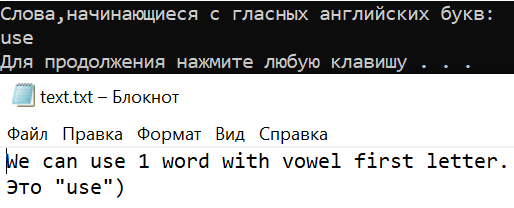 Слова,начинающиеся с гласных английских букв:
use
Для продолжения нажмите любую клавишу . . .
text.txt – Блокнот
Файл Правка Формат Вид Справка
We can use 1 word with vowel first letter.
Это "use")